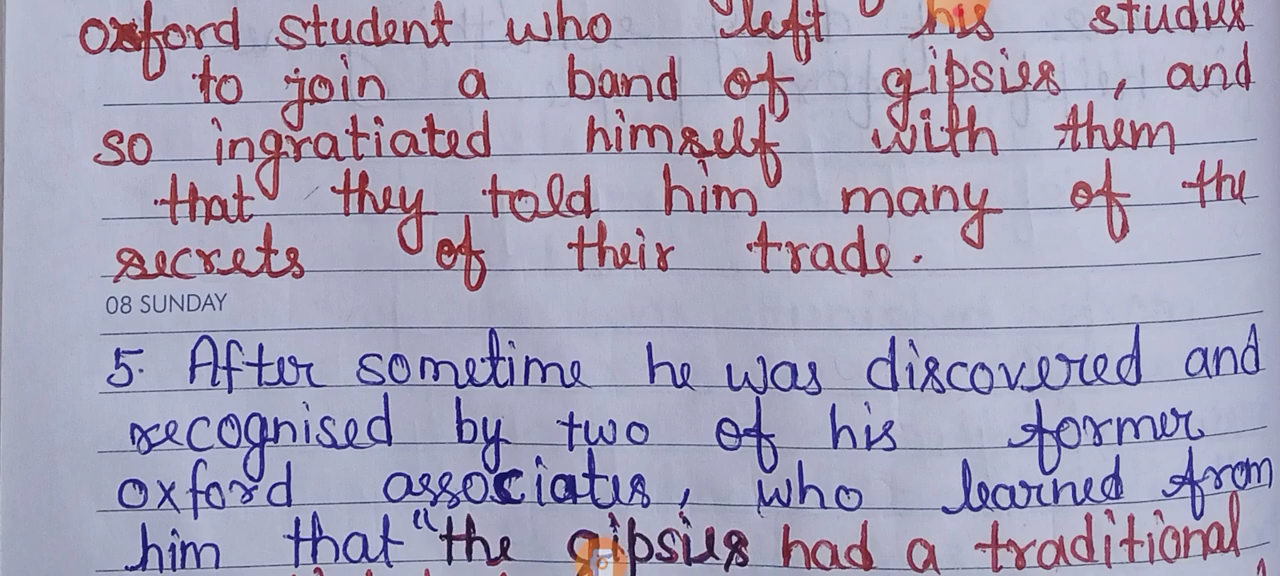 oxford student who left his studies
to join a band of gipsies, and
so ingratiated himself with them
that they told him many of the
secrets of their trade.
08 SUNDAY
5. After sometime he was discovered and
recognised by two of his former
oxford associates, who learned from
him that "the gipsies had a traditional